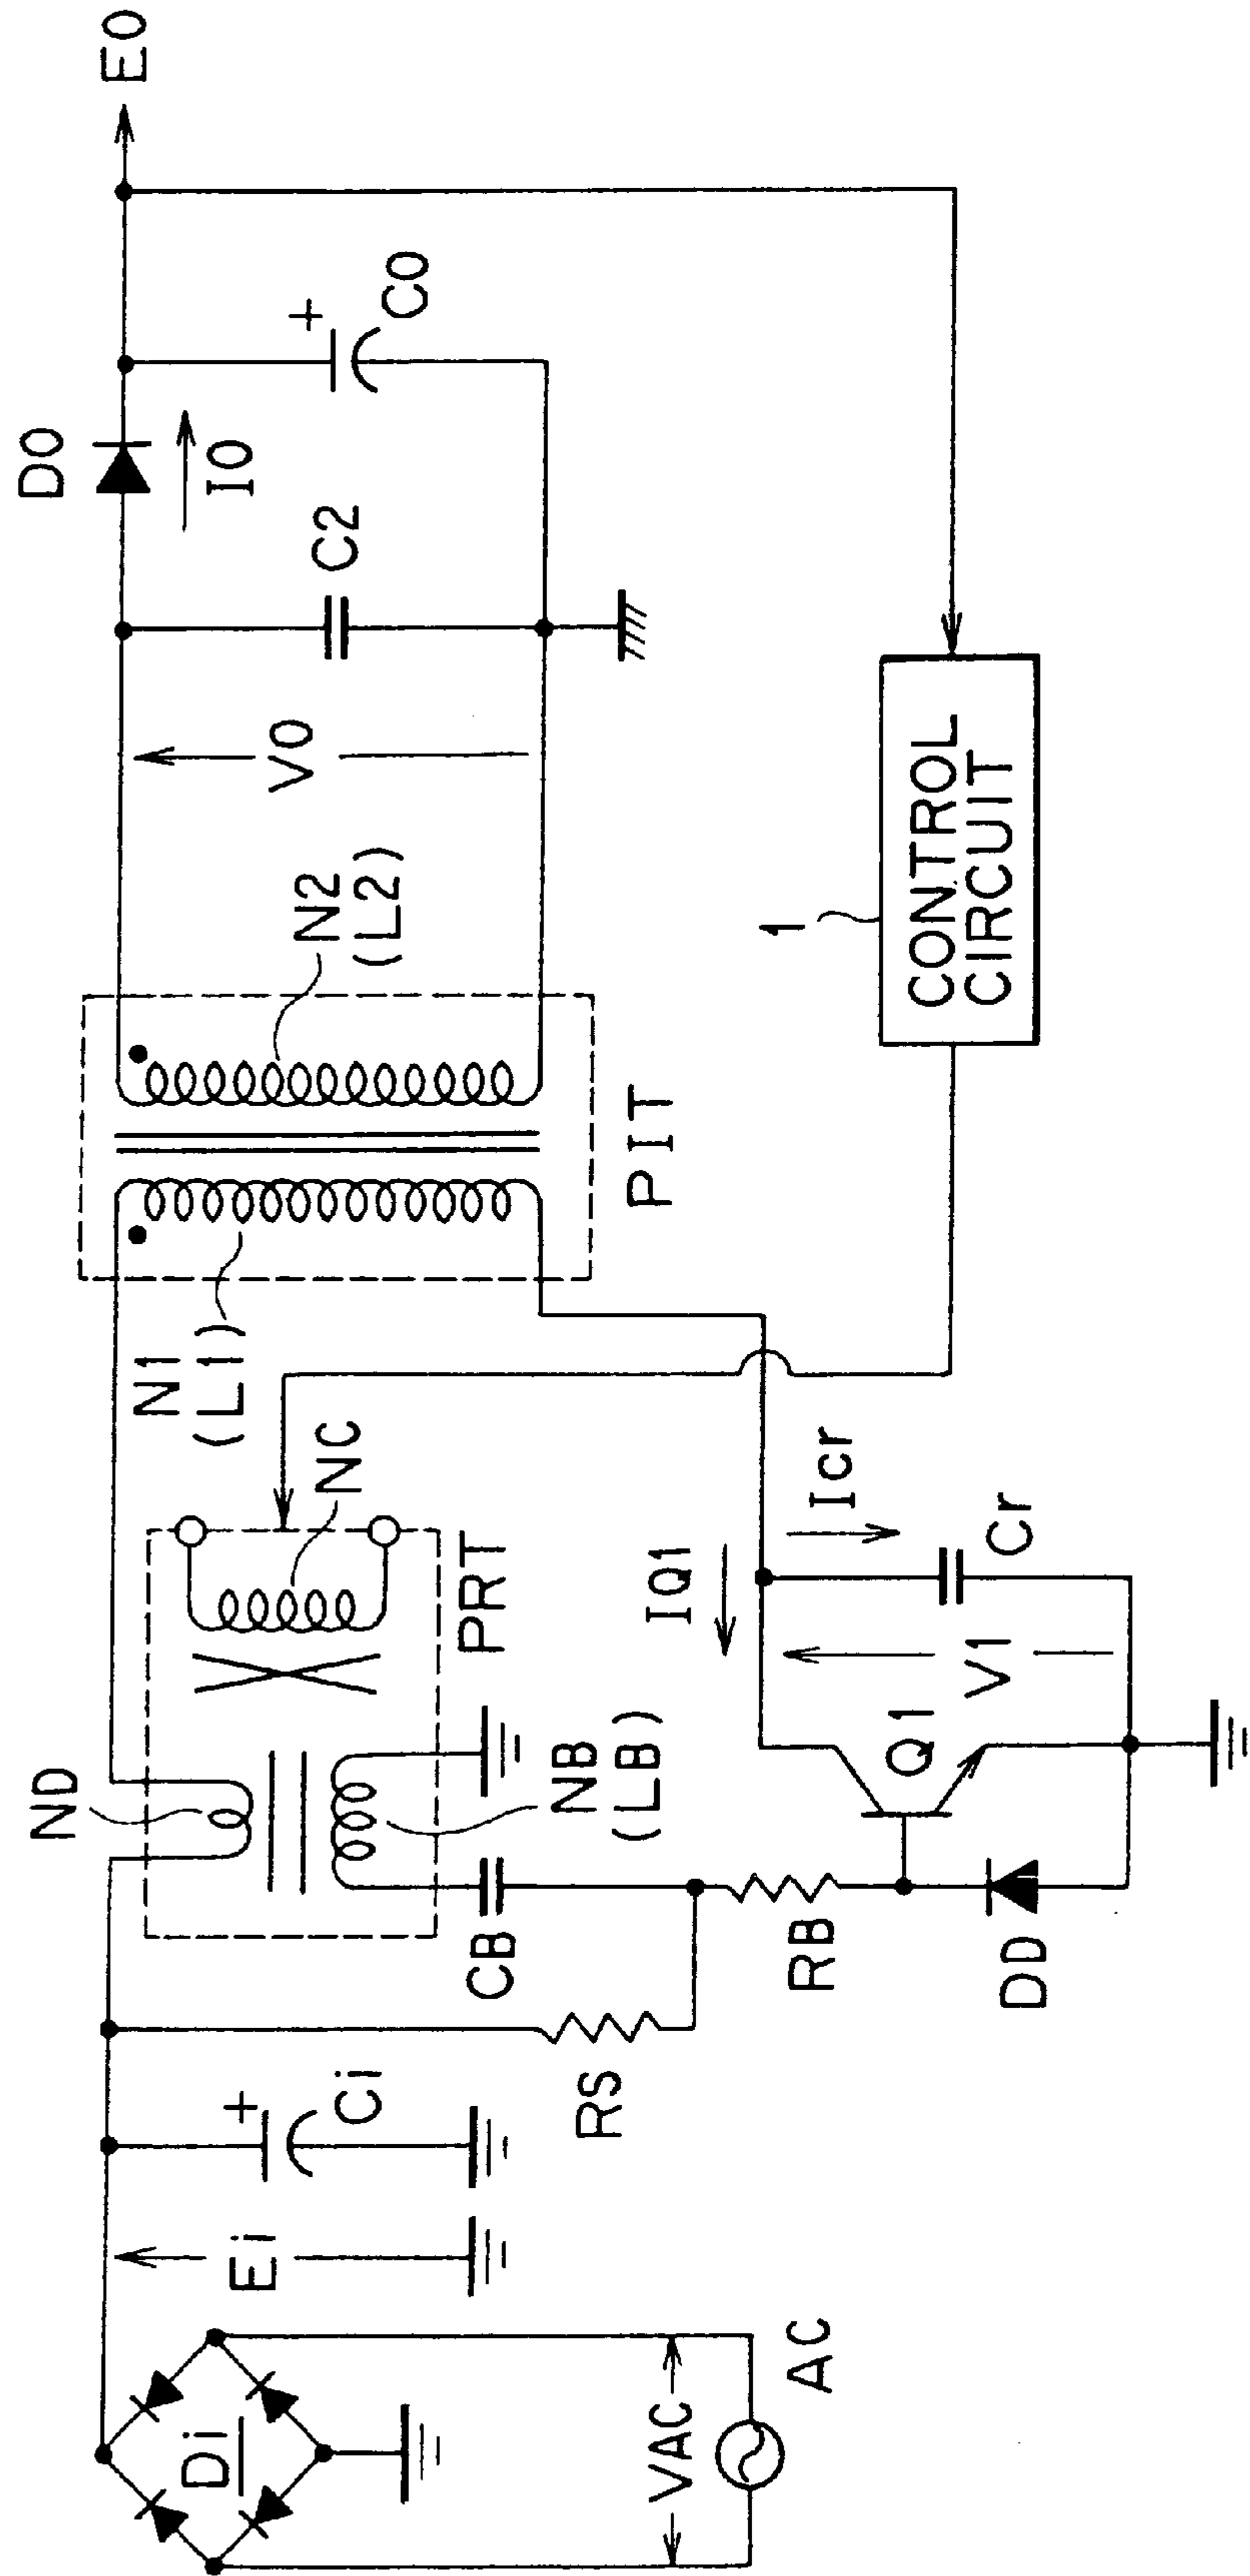 Di
VAC
AC
Ei
+
Ci
RS
ND
CB
NB
(LB)
PRT
NC
RB
DD
Q1
V1
IQ1
Icr
Cr
N1
(L1)
PIT
N2
(L2)
V0
C2
D0
I0
+
C0
E0
1
CONTROL
CIRCUIT